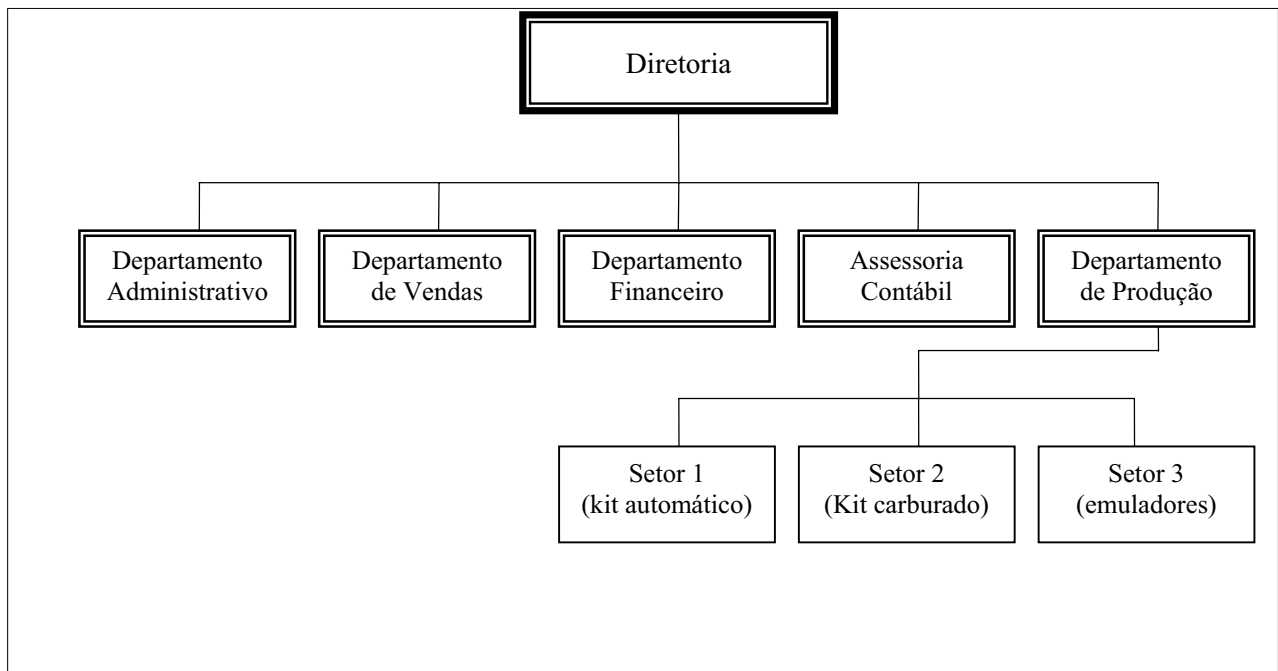 Diretoria
Departamento
Administrativo
Departamento
de Vendas
Departamento
Financeiro
Assessoria
Contábil
Departamento
de Produção
Setor 1
(kit automático)
Setor 2
(Kit carburado)
Setor 3
(emuladores)